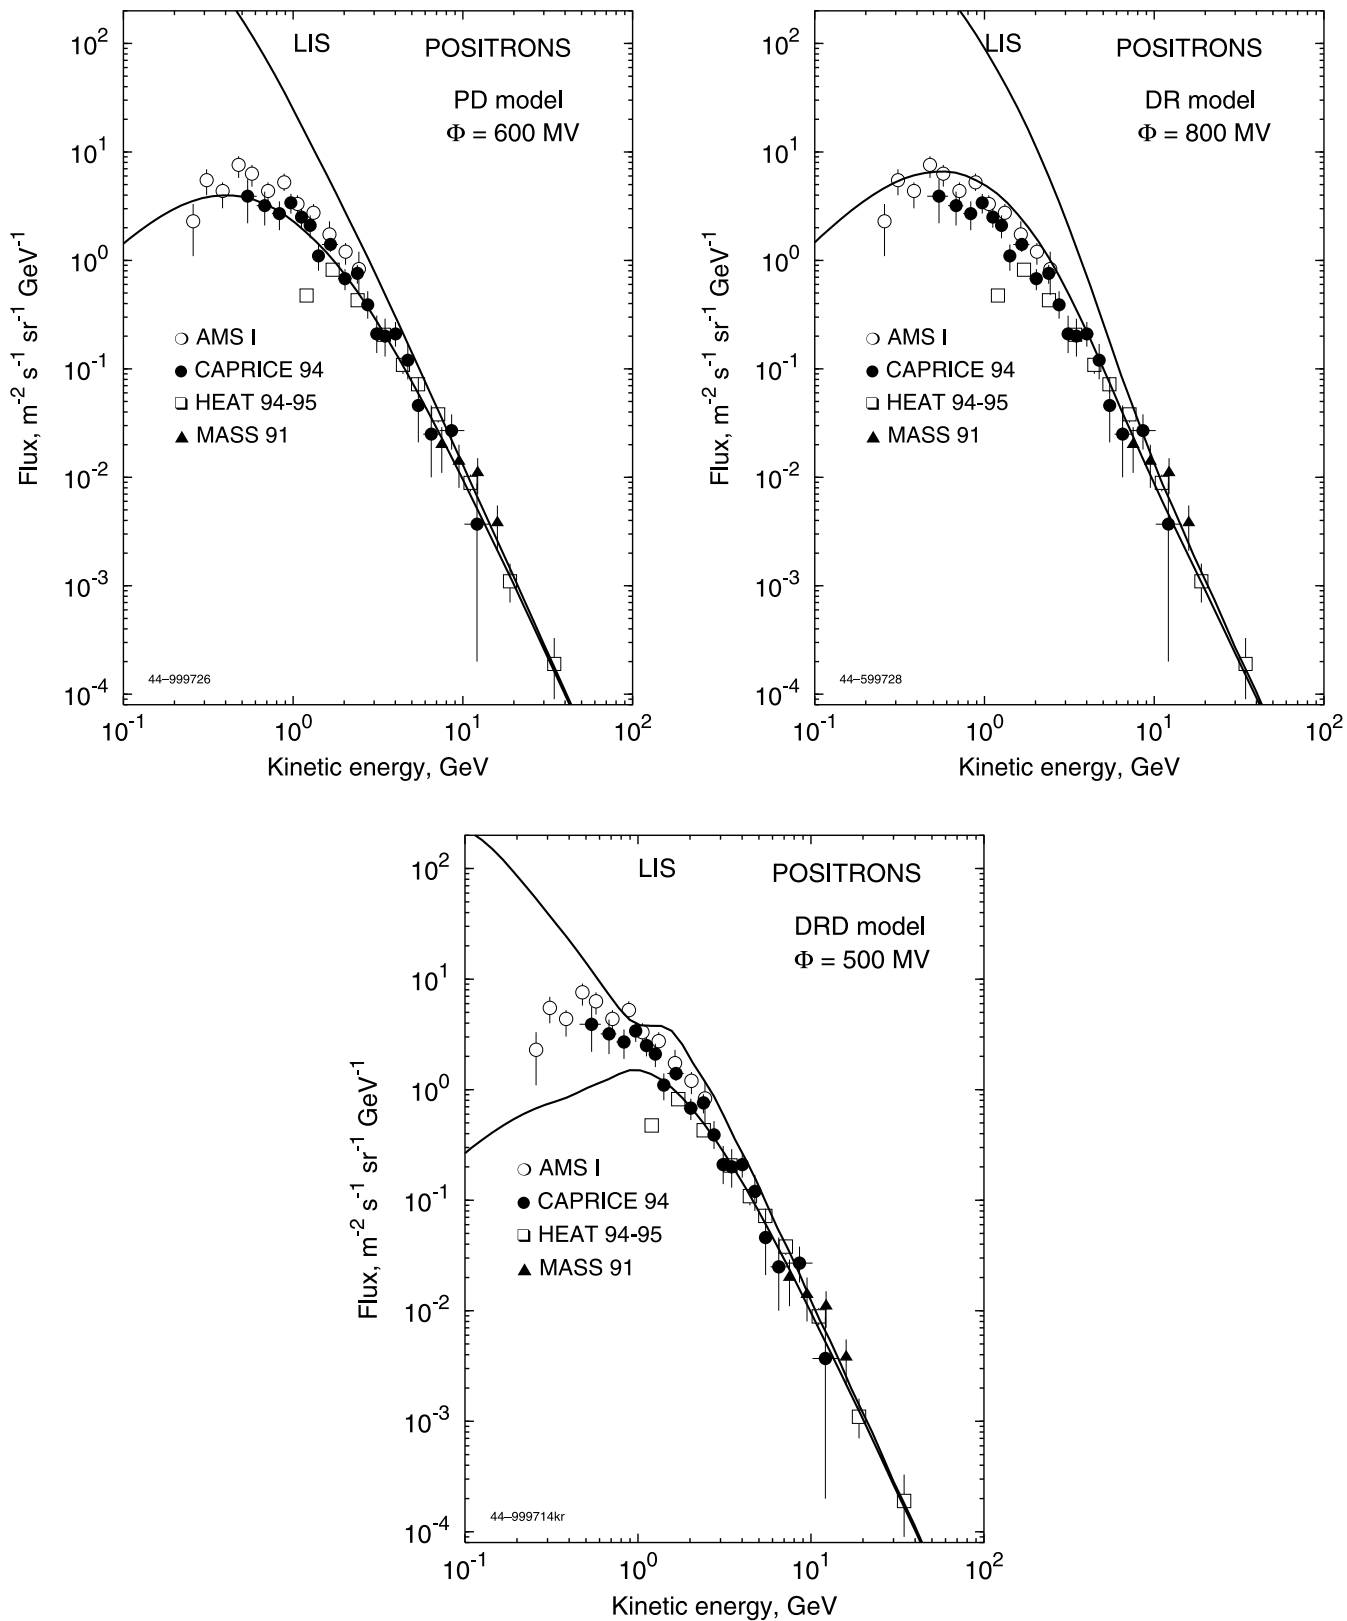 LIS
POSITRONS
PD model
Φ = 600 MV
10^2
10^1
10^0
10^-1
10^-2
10^-3
10^-4
Flux, m^-2 s^-1 sr^-1 GeV^-1
AMS I
CAPRICE 94
HEAT 94-95
MASS 91
44–999726
10^-1 10^0 10^1 10^2
Kinetic energy, GeV
LIS
POSITRONS
DR model
Φ = 800 MV
10^2
10^1
10^0
10^-1
10^-2
10^-3
10^-4
Flux, m^-2 s^-1 sr^-1 GeV^-1
AMS I
CAPRICE 94
HEAT 94-95
MASS 91
44–599728
10^-1 10^0 10^1 10^2
Kinetic energy, GeV
LIS
POSITRONS
DRD model
Φ = 500 MV
10^2
10^1
10^0
10^-1
10^-2
10^-3
10^-4
Flux, m^-2 s^-1 sr^-1 GeV^-1
AMS I
CAPRICE 94
HEAT 94-95
MASS 91
44–999714kr
10^-1 10^0 10^1 10^2
Kinetic energy, GeV